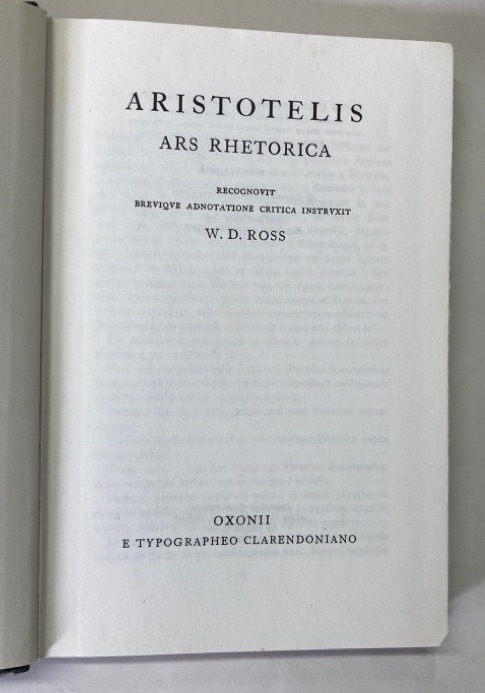 ARISTOTELIS
ARS RHETORICA
RECOGNOVIT
BREVIQVE ADNOTATIONE CRITICA INSTRVXIT
W. D. ROSS
OXONII
E TYPOGRAPHEO CLARENDONIANO